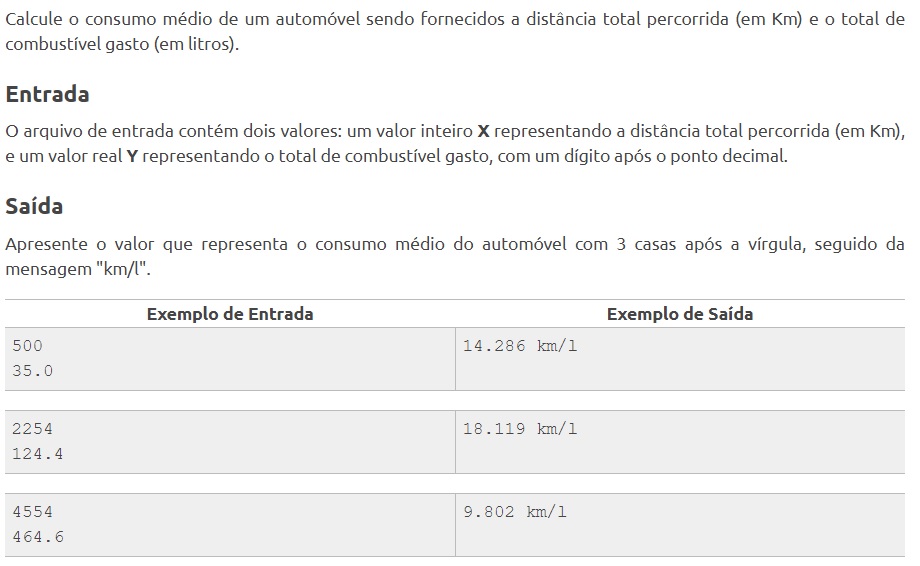 Calcule o consumo médio de um automóvel sendo fornecidos a distância total percorrida (em Km) e o total de
combustível gasto (em litros).
Entrada
O arquivo de entrada contém dois valores: um valor inteiro X representando a distância total percorrida (em Km),
e um valor real Y representando o total de combustível gasto, com um dígito após o ponto decimal.
Saída
Apresente o valor que representa o consumo médio do automóvel com 3 casas após a vírgula, seguido da
mensagem "km/l".
Exemplo de Entrada Exemplo de Saída
500 14.286 km/l
35.0
2254 18.119 km/l
124.4
4554 9.802 km/l
464.6